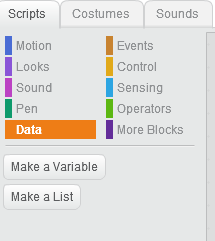 Scripts Costumes Sounds
Motion Events
Looks Control
Sound Sensing
Pen Operators
Data More Blocks
Make a Variable
Make a List